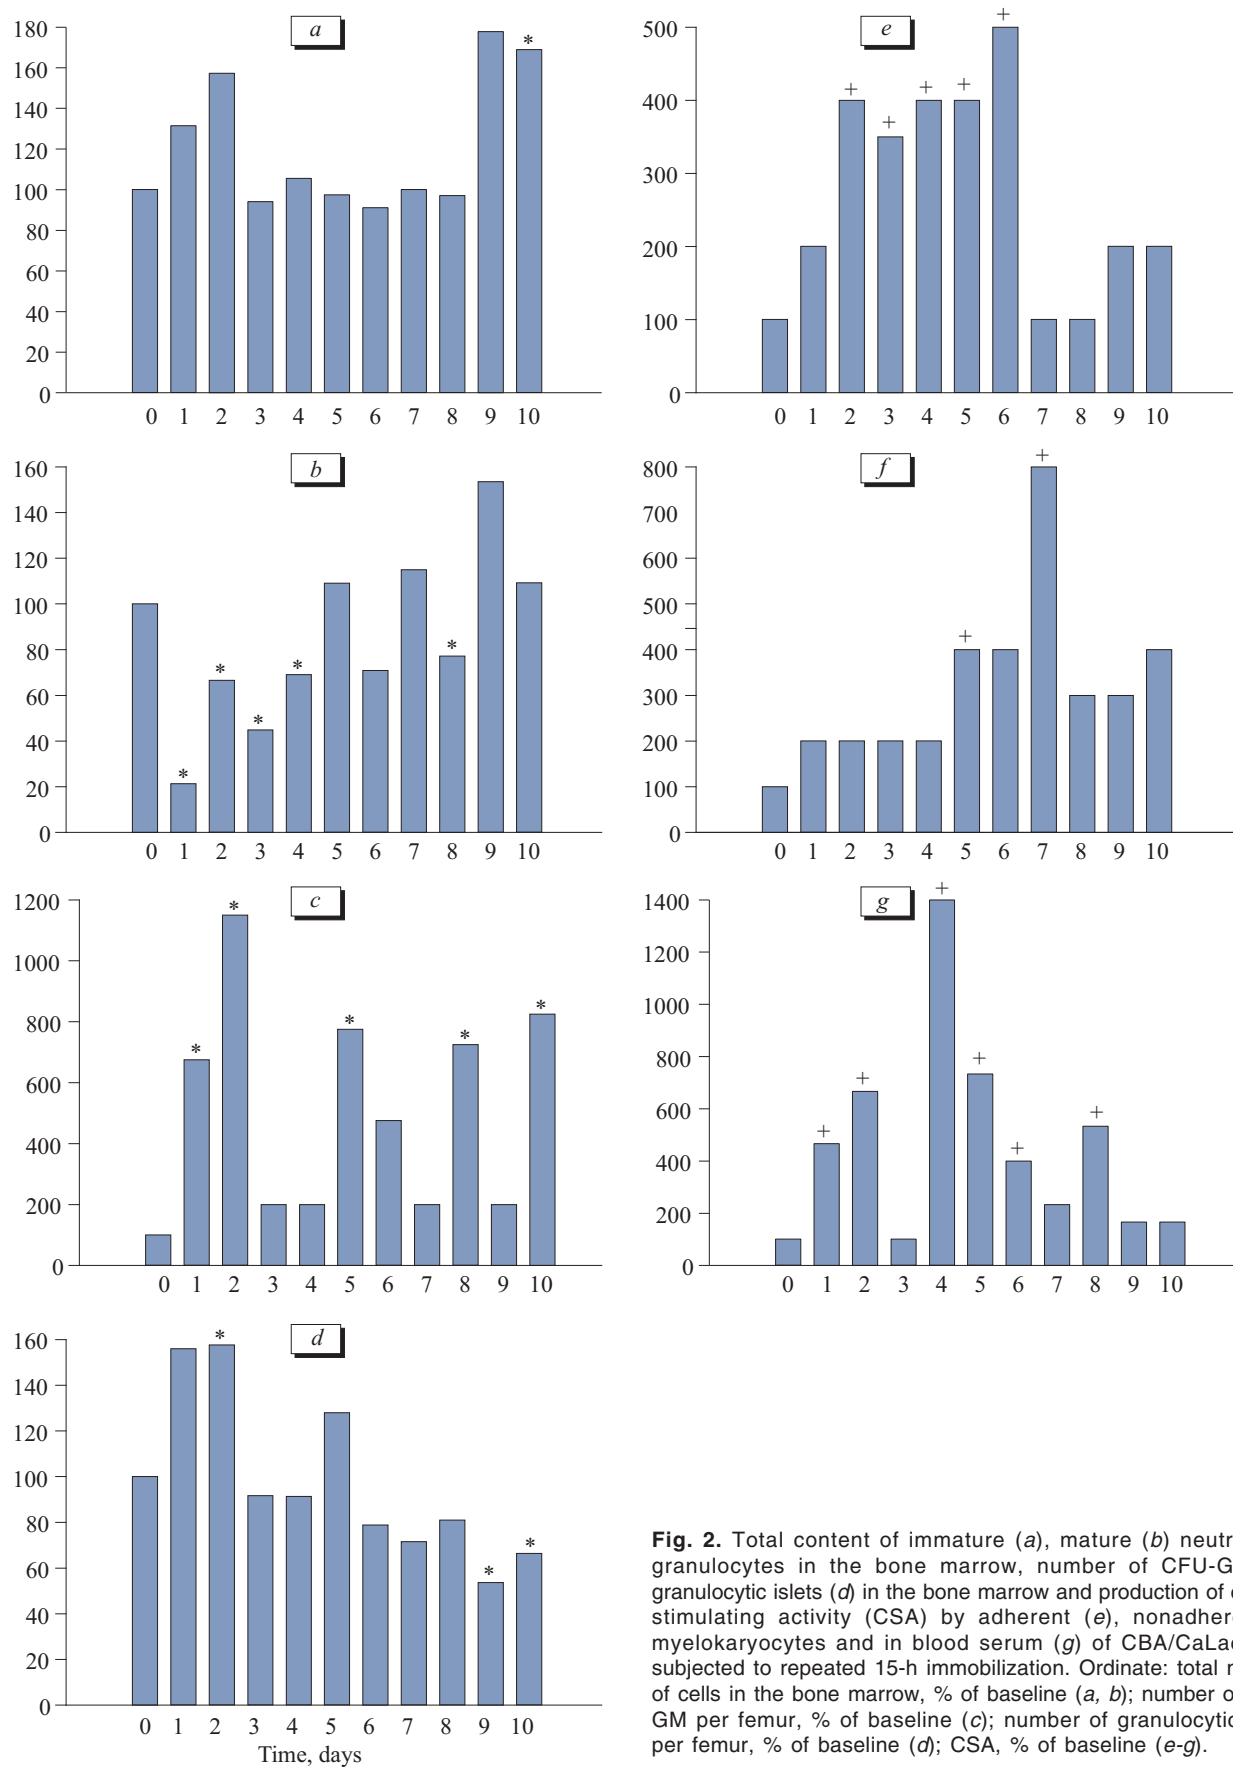 a
180
160
140
120
100
80
60
40
20
0
*
0 1 2 3 4 5 6 7 8 9 10
b
160
140
120
100
80
60
40
20
0
* * * * *
0 1 2 3 4 5 6 7 8 9 10
c
1200
1000
800
600
400
200
0
* * * * *
0 1 2 3 4 5 6 7 8 9 10
d
160
140
120
100
80
60
40
20
0
* * *
0 1 2 3 4 5 6 7 8 9 10
Time, days
e
500
400
300
200
100
0
+ + + + +
0 1 2 3 4 5 6 7 8 9 10
f
800
700
600
500
400
300
200
100
0
+ +
0 1 2 3 4 5 6 7 8 9 10
g
1400
1200
1000
800
600
400
200
0
+ + + + + +
0 1 2 3 4 5 6 7 8 9 10
Fig. 2. Total content of immature (a), mature (b) neutr
granulocytes in the bone marrow, number of CFU-G
granulocytic islets (d) in the bone marrow and production of
stimulating activity (CSA) by adherent (e), nonadher
myelokaryocytes and in blood serum (g) of CBA/CaLa
subjected to repeated 15-h immobilization. Ordinate: total
of cells in the bone marrow, % of baseline (a, b); number o
GM per femur, % of baseline (c); number of granulocytic
per femur, % of baseline (d); CSA, % of baseline (e-g).